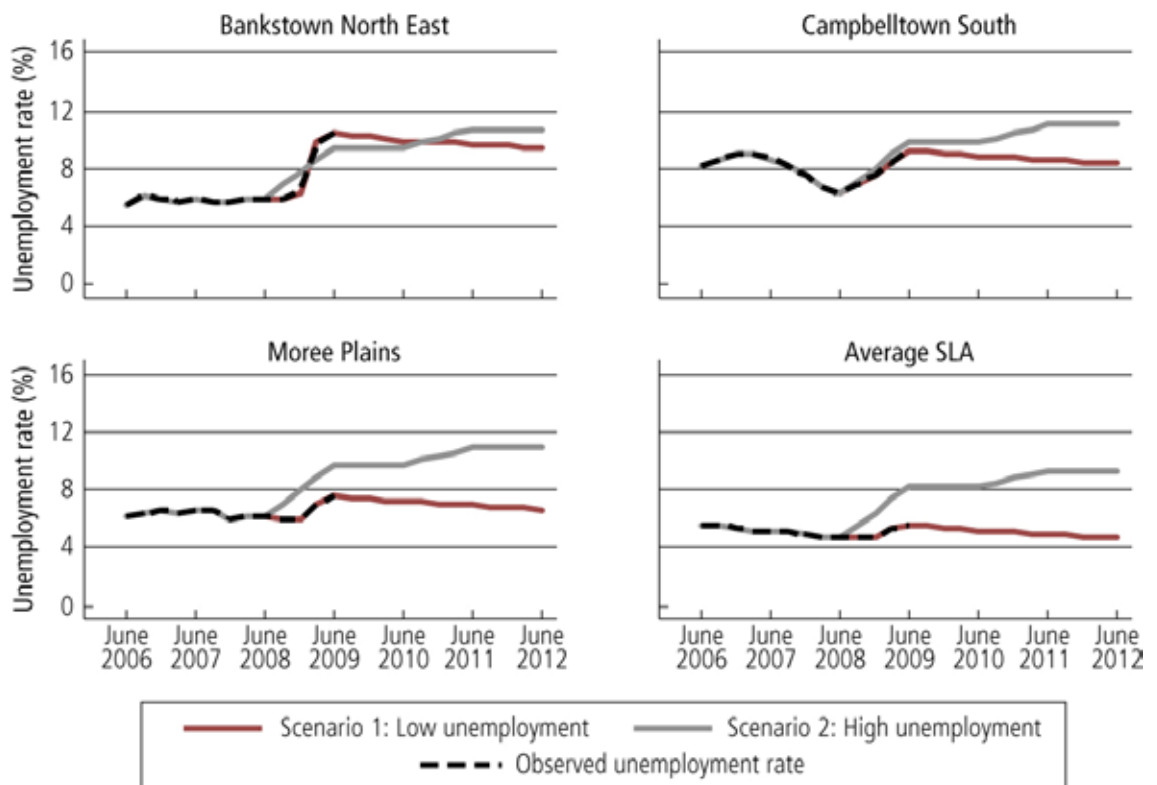 Bankstown North East
Campbelltown South
Unemployment rate (%)
16
12
8
4
0
Moree Plains
Average SLA
Unemployment rate (%)
16
12
8
4
0
June 2006
June 2007
June 2008
June 2009
June 2010
June 2011
June 2012
June 2006
June 2007
June 2008
June 2009
June 2010
June 2011
June 2012
Scenario 1: Low unemployment
Scenario 2: High unemployment
Observed unemployment rate